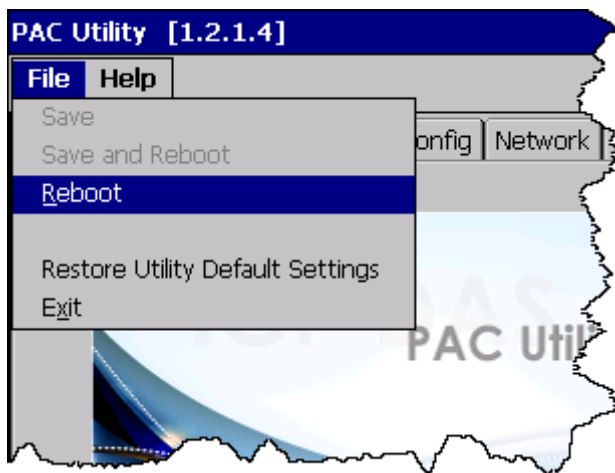 PAC Utility [1.2.1.4]
File Help
Save
Save and Reboot
Reboot
Restore Utility Default Settings
Exit
onfig Network
PAC Utili